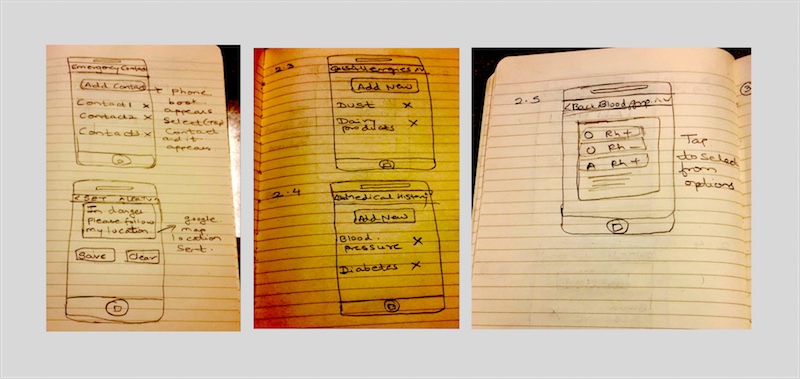 Emergency Contact
Add Contact
Contact1 ×
Contact2 ×
Contact3 ×
Phone
book
appears
Select(Tap)
Contact
and it
appears
< SET ALERT
In danger
please follow
my location
Save
Clear
google
map
location
Sent.
2.3
Allergies
Add New
Dust ×
Dairy
products ×
2.4
Medical History
Add New
Blood
pressure ×
Diabetes ×
2.5
< Back Blood Group
O Rh +
O Rh -
A Rh +
Tap
to select
from
options